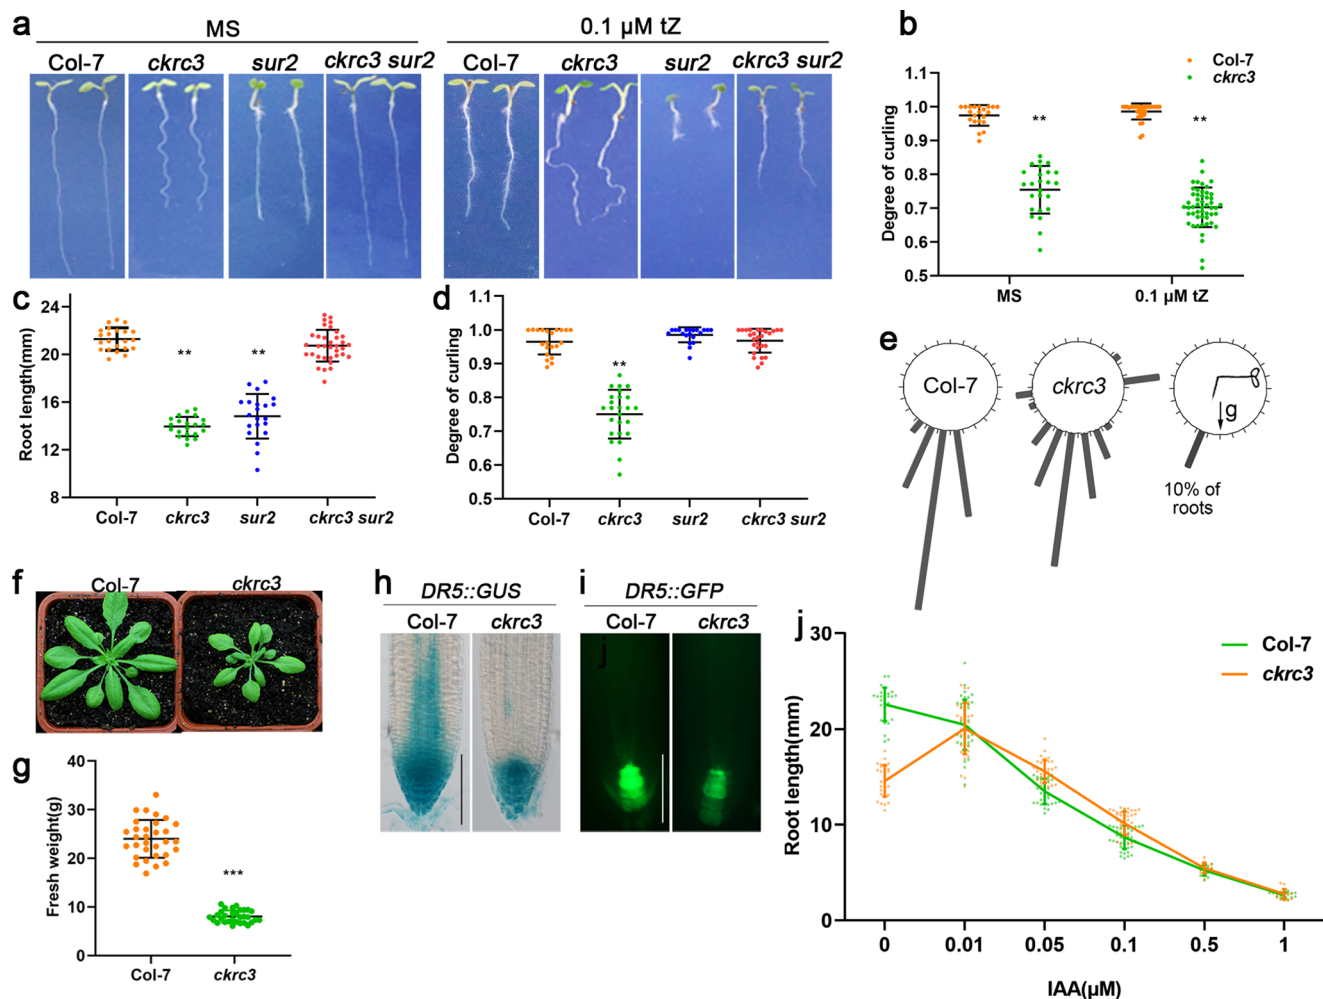 a
MS
0.1 µM tZ
Col-7 ckrc3 sur2 ckrc3 sur2
Col-7 ckrc3 sur2 ckrc3 sur2
b
Col-7
ckrc3
Degree of curling
1.1
1.0
0.9
0.8
0.7
0.6
0.5
**
**
MS
0.1 µM tZ
c
Root length(mm)
24
20
16
12
8
**
**
Col-7 ckrc3 sur2 ckrc3 sur2
d
Degree of curling
1.1
1.0
0.9
0.8
0.7
0.6
0.5
**
Col-7 ckrc3 sur2 ckrc3 sur2
e
Col-7
ckrc3
g
10% of
roots
f
Col-7
ckrc3
g
Fresh weight(g)
40
30
20
10
0
***
Col-7 ckrc3
h
DR5::GUS
Col-7 ckrc3
i
DR5::GFP
Col-7 ckrc3
j
j
Col-7
ckrc3
Root length(mm)
30
20
10
0
0 0.01 0.05 0.1 0.5 1
IAA(µM)